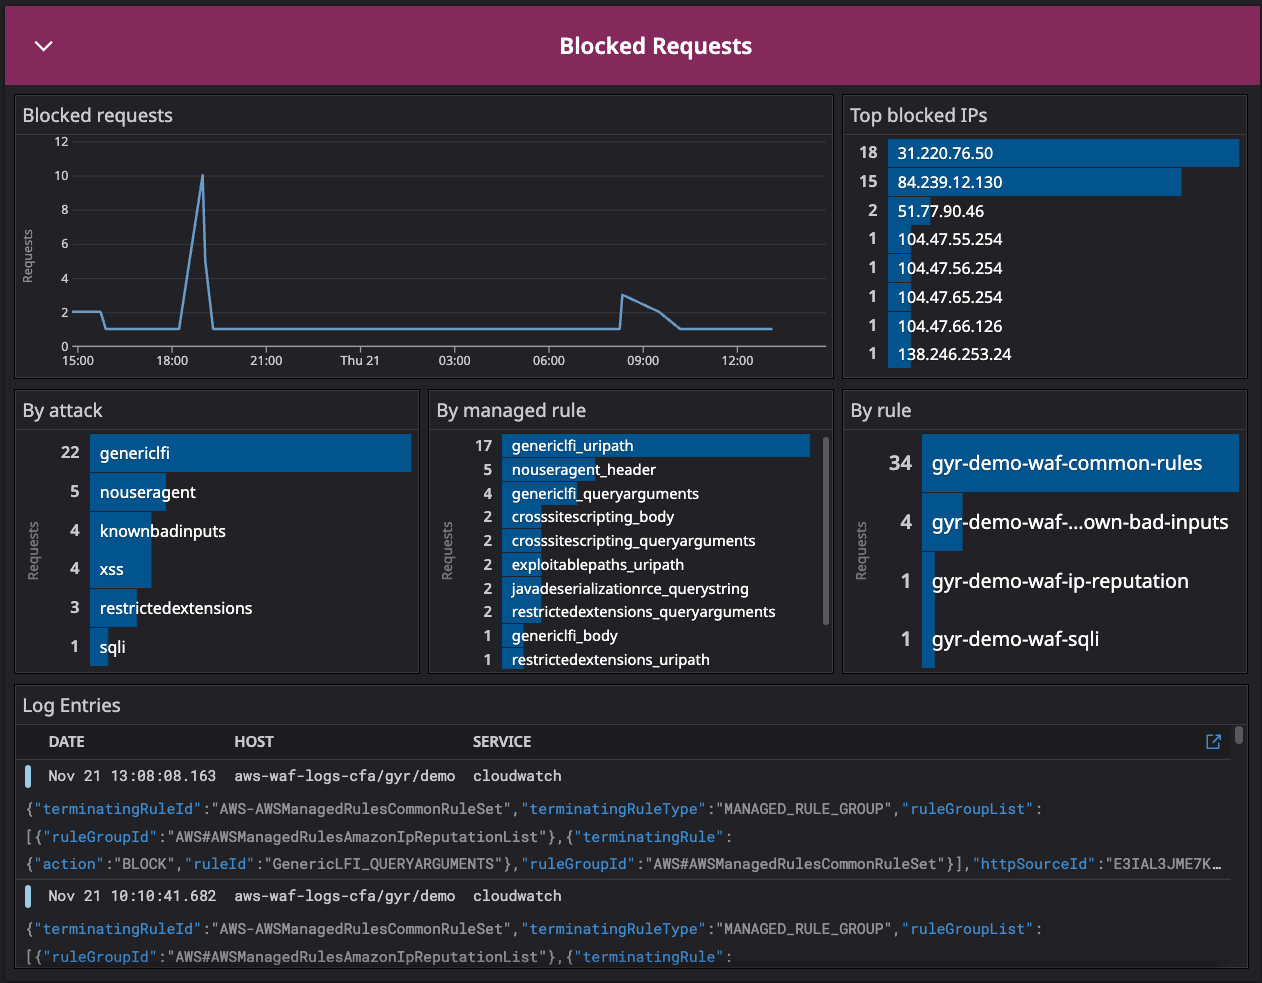 Blocked Requests
Blocked requests
12
10
8
6
4
2
0
Requests
15:00 18:00 21:00 Thu 21 03:00 06:00 09:00 12:00
Top blocked IPs
18 31.220.76.50
15 84.239.12.130
2 51.77.90.46
1 104.47.55.254
1 104.47.56.254
1 104.47.65.254
1 104.47.66.126
1 138.246.253.24
By attack
Requests
22 genericlfi
5 nouseragent
4 knownbadinputs
4 xss
3 restrictedextensions
1 sqli
By managed rule
Requests
17 genericlfi_uripath
5 nouseragent_header
4 genericlfi_queryarguments
2 crosssitescripting_body
2 crosssitescripting_queryarguments
2 exploitablepaths_uripath
2 javadeserializationrce_querystring
2 restrictedextensions_queryarguments
1 genericlfi_body
1 restrictedextensions_uripath
By rule
Requests
34 gyr-demo-waf-common-rules
4 gyr-demo-waf-...own-bad-inputs
1 gyr-demo-waf-ip-reputation
1 gyr-demo-waf-sqli
Log Entries
DATE HOST SERVICE
Nov 21 13:08:08.163 aws-waf-logs-cfa/gyr/demo cloudwatch
{"terminatingRuleId":"AWS-AWSManagedRulesCommonRuleSet","terminatingRuleType":"MANAGED_RULE_GROUP","ruleGroupList":
[{"ruleGroupId":"AWS#AWSManagedRulesAmazonIpReputationList"},{"terminatingRule":
{"action":"BLOCK","ruleId":"GenericLFI_QUERYARGUMENTS"},"ruleGroupId":"AWS#AWSManagedRulesCommonRuleSet"}],"httpSourceId":"E3IAL3JME7K…
Nov 21 10:10:41.682 aws-waf-logs-cfa/gyr/demo cloudwatch
{"terminatingRuleId":"AWS-AWSManagedRulesCommonRuleSet","terminatingRuleType":"MANAGED_RULE_GROUP","ruleGroupList":
[{"ruleGroupId":"AWS#AWSManagedRulesAmazonIpReputationList"},{"terminatingRule":